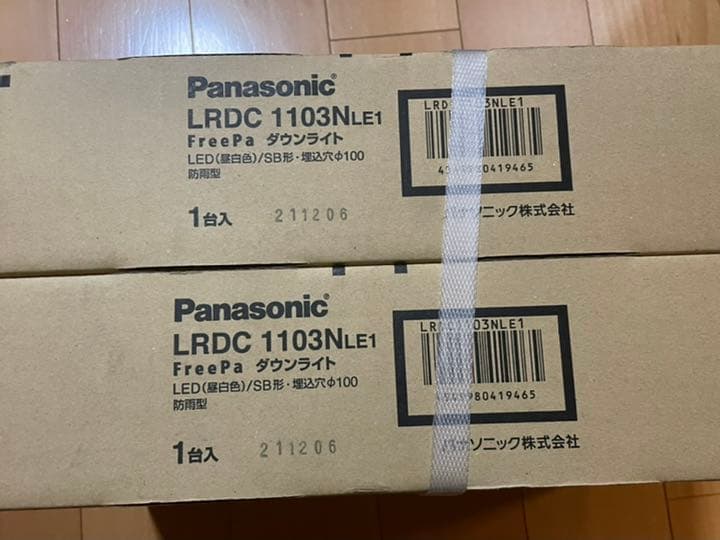 Panasonic
LRDC 1103NLE1
FreePa ダウンライト
LED(昼白色)/SB形・埋込穴φ100
防雨型
1台入
211206
パナソニック株式会社
Panasonic
LRDC 1103NLE1
FreePa ダウンライト
LED(昼白色)/SB形・埋込穴φ100
防雨型
1台入
211206
パナソニック株式会社